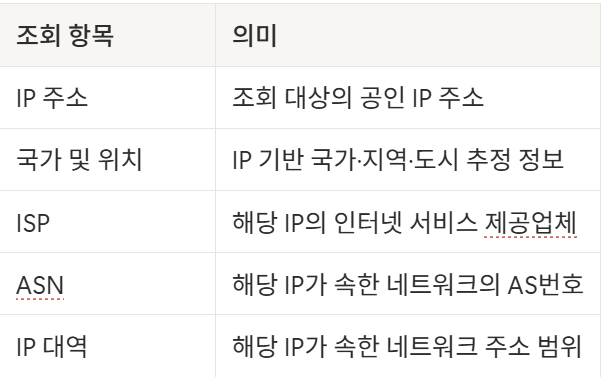 조회 항목 의미
IP 주소 조회 대상의 공인 IP 주소
국가 및 위치 IP 기반 국가·지역·도시 추정 정보
ISP 해당 IP의 인터넷 서비스 제공업체
ASN 해당 IP가 속한 네트워크의 AS번호
IP 대역 해당 IP가 속한 네트워크 주소 범위